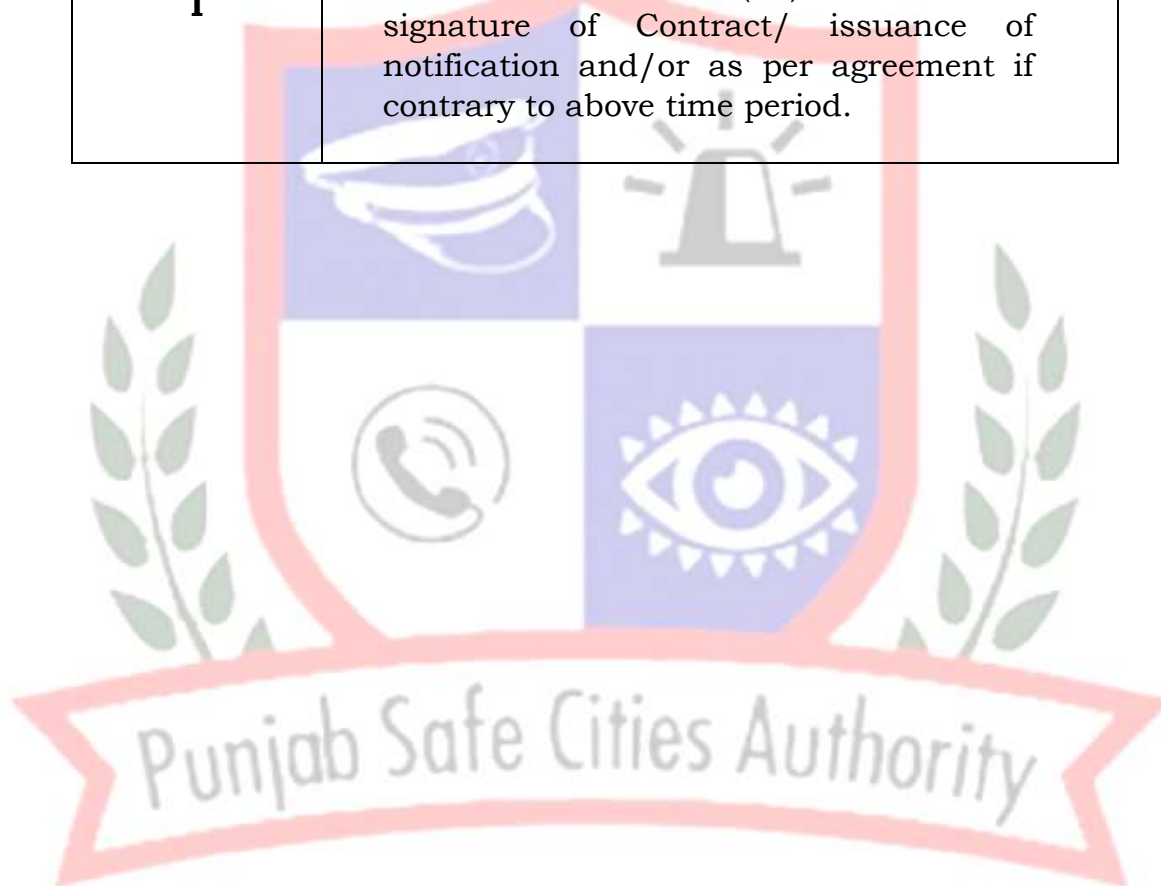 signature of Contract/ issuance of
notification and/or as per agreement if
contrary to above time period.
Punjab Safe Cities Authority